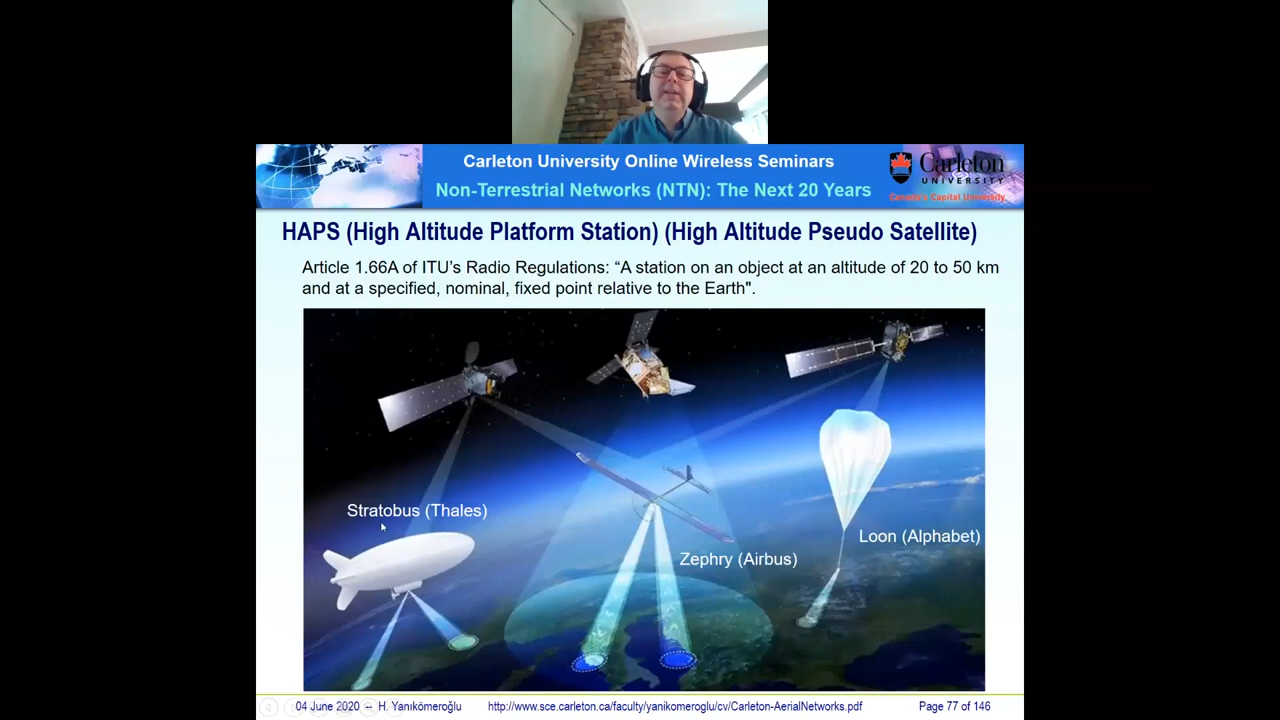 Carleton University Online Wireless Seminars
Non-Terrestrial Networks (NTN): The Next 20 Years
Carleton
UNIVERSITY
Canada's Capital University
HAPS (High Altitude Platform Station) (High Altitude Pseudo Satellite)
Article 1.66A of ITU's Radio Regulations: “A station on an object at an altitude of 20 to 50 km
and at a specified, nominal, fixed point relative to the Earth".
Stratobus (Thales)
Loon (Alphabet)
Zephry (Airbus)
04 June 2020 -- H. Yanıkömeroğlu http://www.sce.carleton.ca/faculty/yanikomeroglu/cv/Carleton-AerialNetworks.pdf Page 77 of 146